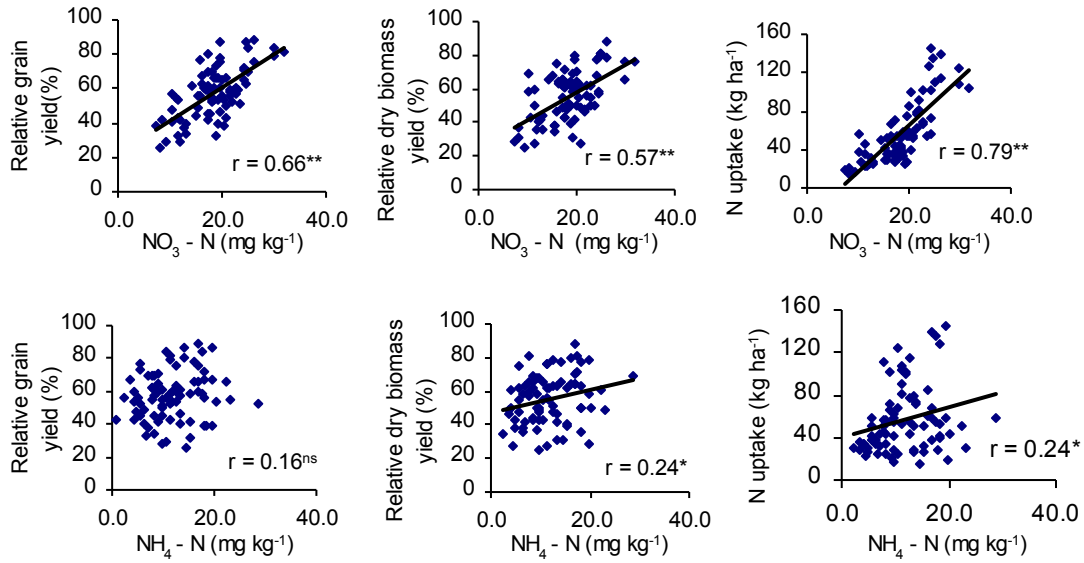 Relative grain
yield(%)
100
80
60
40
20
0
r = 0.66**
0.0 20.0 40.0
NO₃ - N (mg kg⁻¹)
Relative dry biomass
yield (%)
100
80
60
40
20
0
r = 0.57**
0.0 20.0 40.0
NO₃ - N (mg kg⁻¹)
N uptake (kg ha⁻¹)
160
120
80
40
0
r = 0.79**
0.0 20.0 40.0
NO₃ - N (mg kg⁻¹)
Relative grain
yield (%)
100
80
60
40
20
0
r = 0.16ⁿˢ
0.0 20.0 40.0
NH₄ - N (mg kg⁻¹)
Relative dry biomass
yield (%)
100
80
60
40
20
0
r = 0.24*
0.0 20.0 40.0
NH₄ - N (mg kg⁻¹)
N uptake (kg ha⁻¹)
160
120
80
40
0
r = 0.24*
0.0 20.0 40.0
NH₄ - N (mg kg⁻¹)